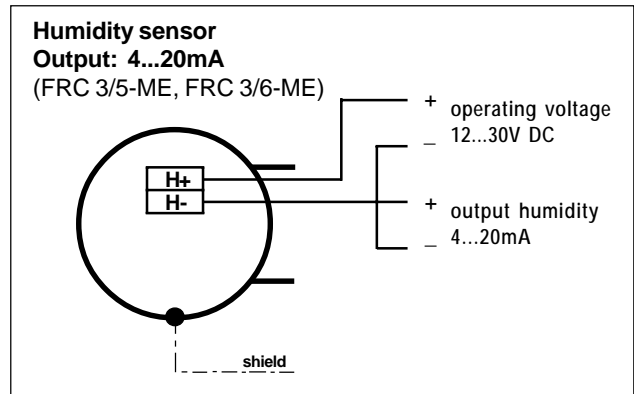 Humidity sensor
Output: 4...20mA
(FRC 3/5-ME, FRC 3/6-ME)
+ operating voltage
– 12...30V DC
H+
H-
+ output humidity
– 4...20mA
shield